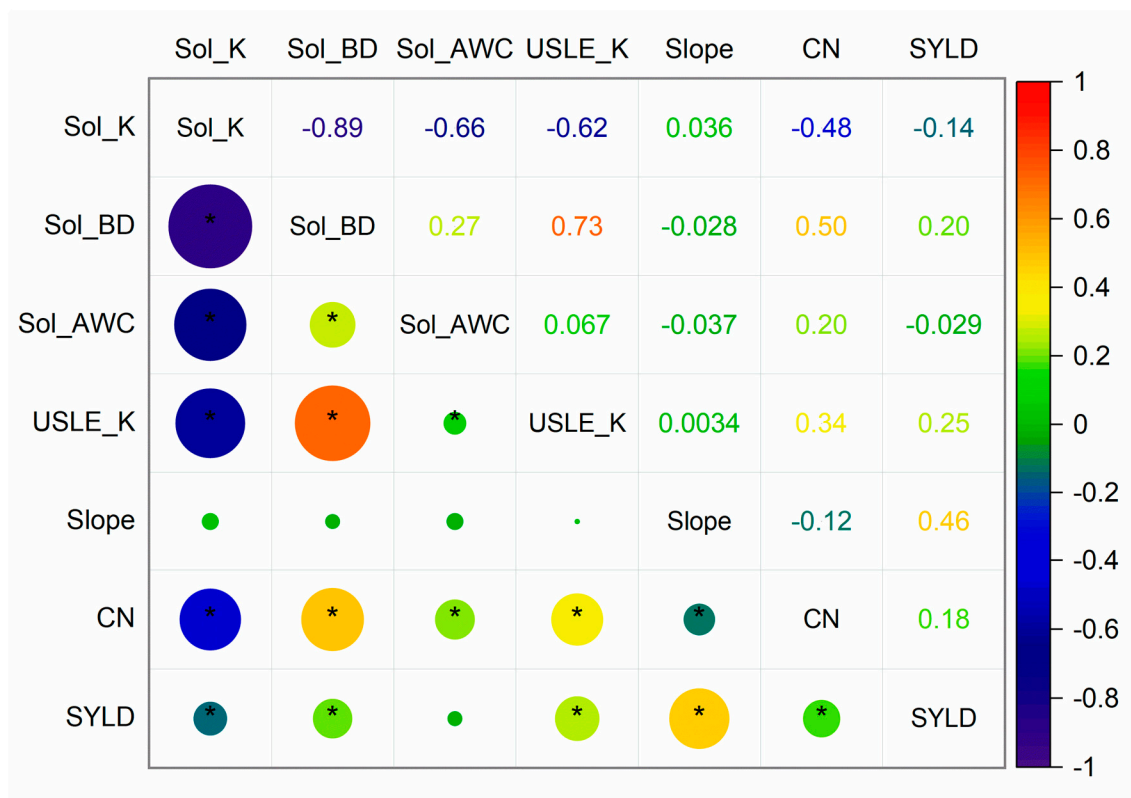 Sol_K Sol_BD Sol_AWC USLE_K Slope CN SYLD
Sol_K Sol_K -0.89 -0.66 -0.62 0.036 -0.48 -0.14
Sol_BD * Sol_BD 0.27 0.73 -0.028 0.50 0.20
Sol_AWC * * Sol_AWC 0.067 -0.037 0.20 -0.029
USLE_K * * * USLE_K 0.0034 0.34 0.25
Slope Slope -0.12 0.46
CN * * * * * CN 0.18
SYLD * * * * * SYLD
1
0.8
0.6
0.4
0.2
0
-0.2
-0.4
-0.6
-0.8
-1